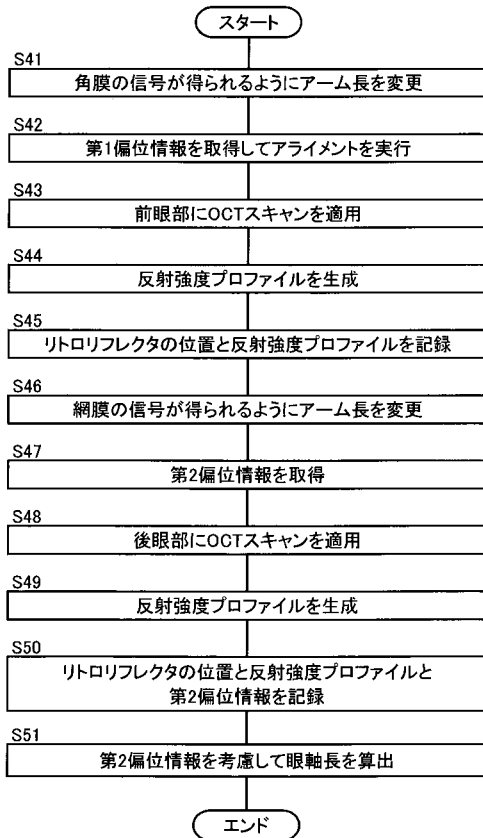 スタート
S41
角膜の信号が得られるようにアーム長を変更
S42
第1偏位情報を取得してアライメントを実行
S43
前眼部にOCTスキャンを適用
S44
反射強度プロファイルを生成
S45
リトロリフレクタの位置と反射強度プロファイルを記録
S46
網膜の信号が得られるようにアーム長を変更
S47
第2偏位情報を取得
S48
後眼部にOCTスキャンを適用
S49
反射強度プロファイルを生成
S50
リトロリフレクタの位置と反射強度プロファイルと
第2偏位情報を記録
S51
第2偏位情報を考慮して眼軸長を算出
エンド